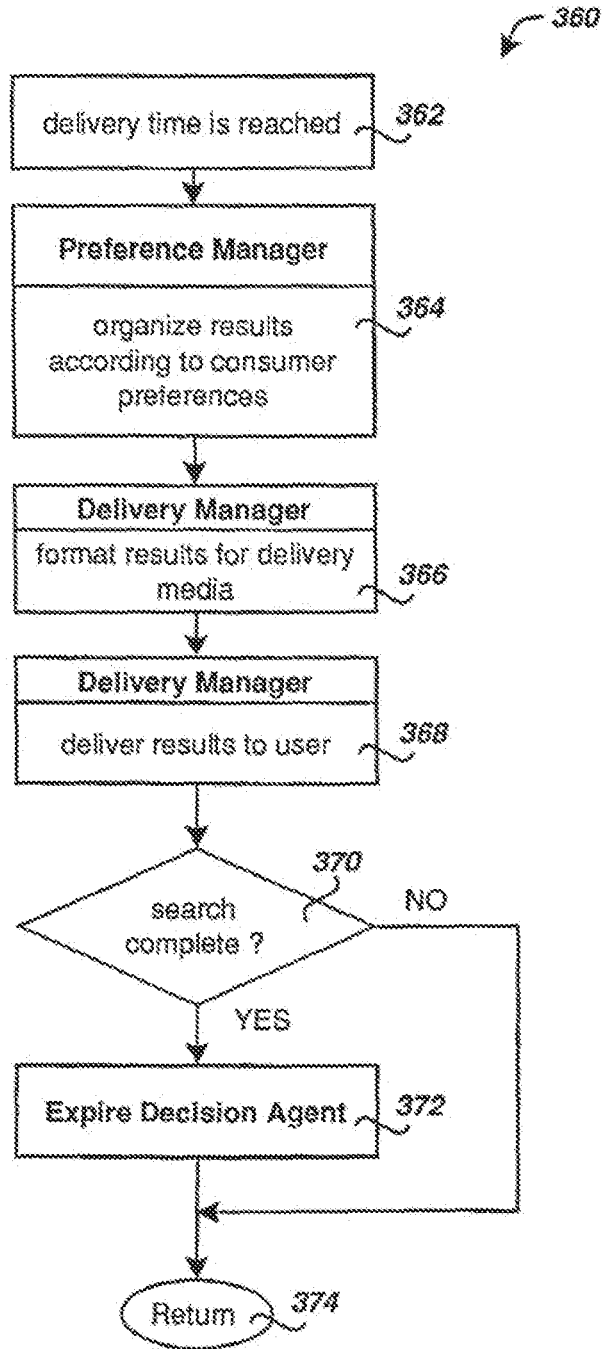 360
delivery time is reached
362
Preference Manager
364
organize results
according to consumer
preferences
Delivery Manager
format results for delivery
media
366
Delivery Manager
deliver results to user
368
370
search
complete ?
NO
YES
Expire Decision Agent
372
Return
374